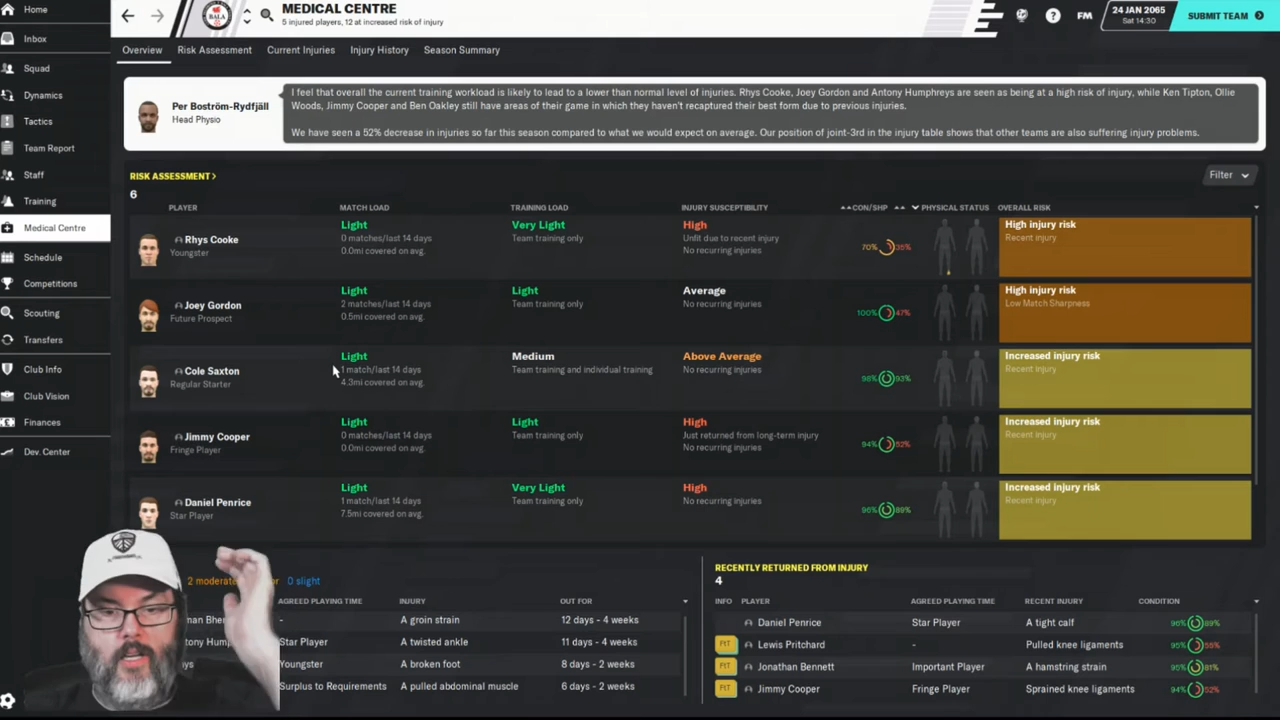 Home
Inbox
Squad
Dynamics
Tactics
Team Report
Staff
Training
Medical Centre
Schedule
Competitions
Scouting
Transfers
Club Info
Club Vision
Finances
Dev. Center
BALA
MEDICAL CENTRE
5 injured players, 12 at increased risk of injury
FM
24 JAN 2065
Sat 14:30
SUBMIT TEAM
Overview
Risk Assessment
Current Injuries
Injury History
Season Summary
Per Boström-Rydfjäll
Head Physio
I feel that overall the current training workload is likely to lead to a lower than normal level of injuries. Rhys Cooke, Joey Gordon and Antony Humphreys are seen as being at a high risk of injury, while Ken Tipton, Ollie
Woods, Jimmy Cooper and Ben Oakley still have areas of their game in which they haven't recaptured their best form due to previous injuries.
We have seen a 52% decrease in injuries so far this season compared to what we would expect on average. Our position of joint-3rd in the injury table shows that other teams are also suffering injury problems.
RISK ASSESSMENT >
6
Filter
PLAYER MATCH LOAD TRAINING LOAD INJURY SUSCEPTIBILITY CON/SHP PHYSICAL STATUS OVERALL RISK
Rhys Cooke
Youngster
Light
0 matches/last 14 days
0.0mi covered on avg.
Very Light
Team training only
High
Unfit due to recent injury
No recurring injuries
70% 35%
High injury risk
Recent injury
Joey Gordon
Future Prospect
Light
2 matches/last 14 days
0.5mi covered on avg.
Light
Team training only
Average
No recurring injuries
100% 47%
High injury risk
Low Match Sharpness
Cole Saxton
Regular Starter
Light
1 match/last 14 days
4.3mi covered on avg.
Medium
Team training and individual training
Above Average
No recurring injuries
98% 93%
Increased injury risk
Recent injury
Jimmy Cooper
Fringe Player
Light
0 matches/last 14 days
0.0mi covered on avg.
Light
Team training only
High
Just returned from long-term injury
No recurring injuries
94% 52%
Increased injury risk
Recent injury
Daniel Penrice
Star Player
Light
1 match/last 14 days
7.5mi covered on avg.
Very Light
Team training only
High
No recurring injuries
96% 89%
Increased injury risk
Recent injury
2 moderate 0 slight
AGREED PLAYING TIME INJURY OUT FOR
- A groin strain 12 days - 4 weeks
Star Player A twisted ankle 11 days - 4 weeks
Youngster A broken foot 8 days - 2 weeks
Surplus to Requirements A pulled abdominal muscle 6 days - 2 weeks
RECENTLY RETURNED FROM INJURY
4
INFO PLAYER AGREED PLAYING TIME RECENT INJURY CONDITION
Daniel Penrice Star Player A tight calf 96% 89%
FIT Lewis Pritchard - Pulled knee ligaments 95% 55%
FIT Jonathan Bennett Important Player A hamstring strain 95% 81%
FIT Jimmy Cooper Fringe Player Sprained knee ligaments 94% 52%